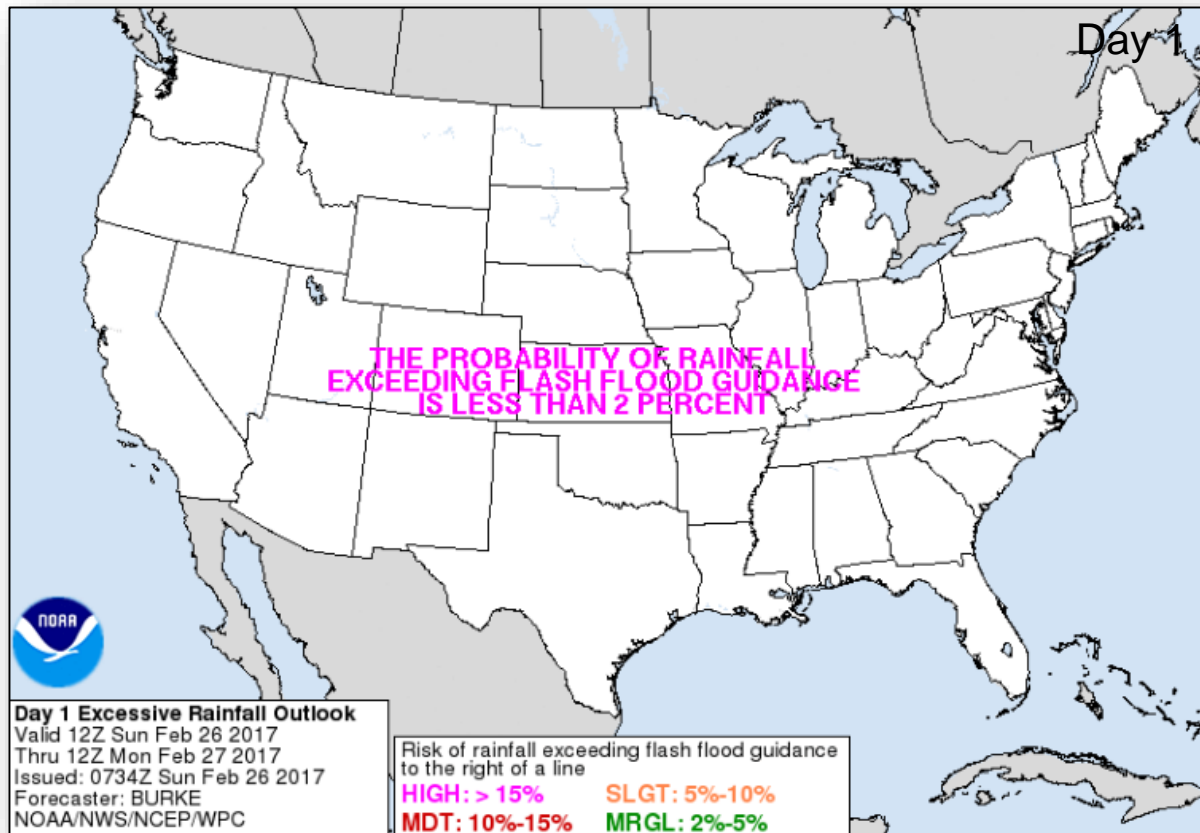 Day 1
THE PROBABILITY OF RAINFALL
EXCEEDING FLASH FLOOD GUIDANCE
IS LESS THAN 2 PERCENT
NOAA
Day 1 Excessive Rainfall Outlook
Valid 12Z Sun Feb 26 2017
Thru 12Z Mon Feb 27 2017
Issued: 0734Z Sun Feb 26 2017
Forecaster: BURKE
NOAA/NWS/NCEP/WPC
Risk of rainfall exceeding flash flood guidance
to the right of a line
HIGH: > 15% SLGT: 5%-10%
MDT: 10%-15% MRGL: 2%-5%